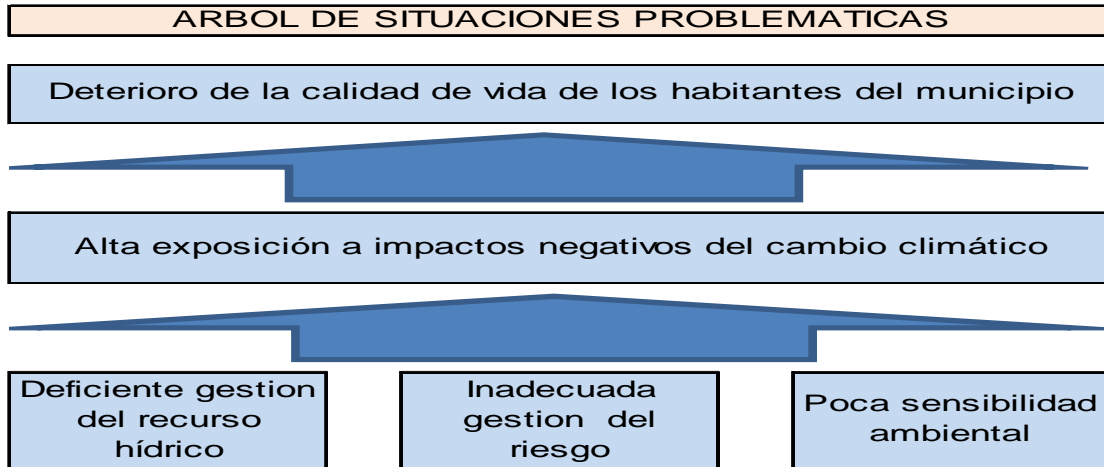 ARBOL DE SITUACIONES PROBLEMATICAS
Deterioro de la calidad de vida de los habitantes del municipio
Alta exposición a impactos negativos del cambio climático
Deficiente gestion
del recurso
hídrico
Inadecuada
gestion del
riesgo
Poca sensibilidad
ambiental